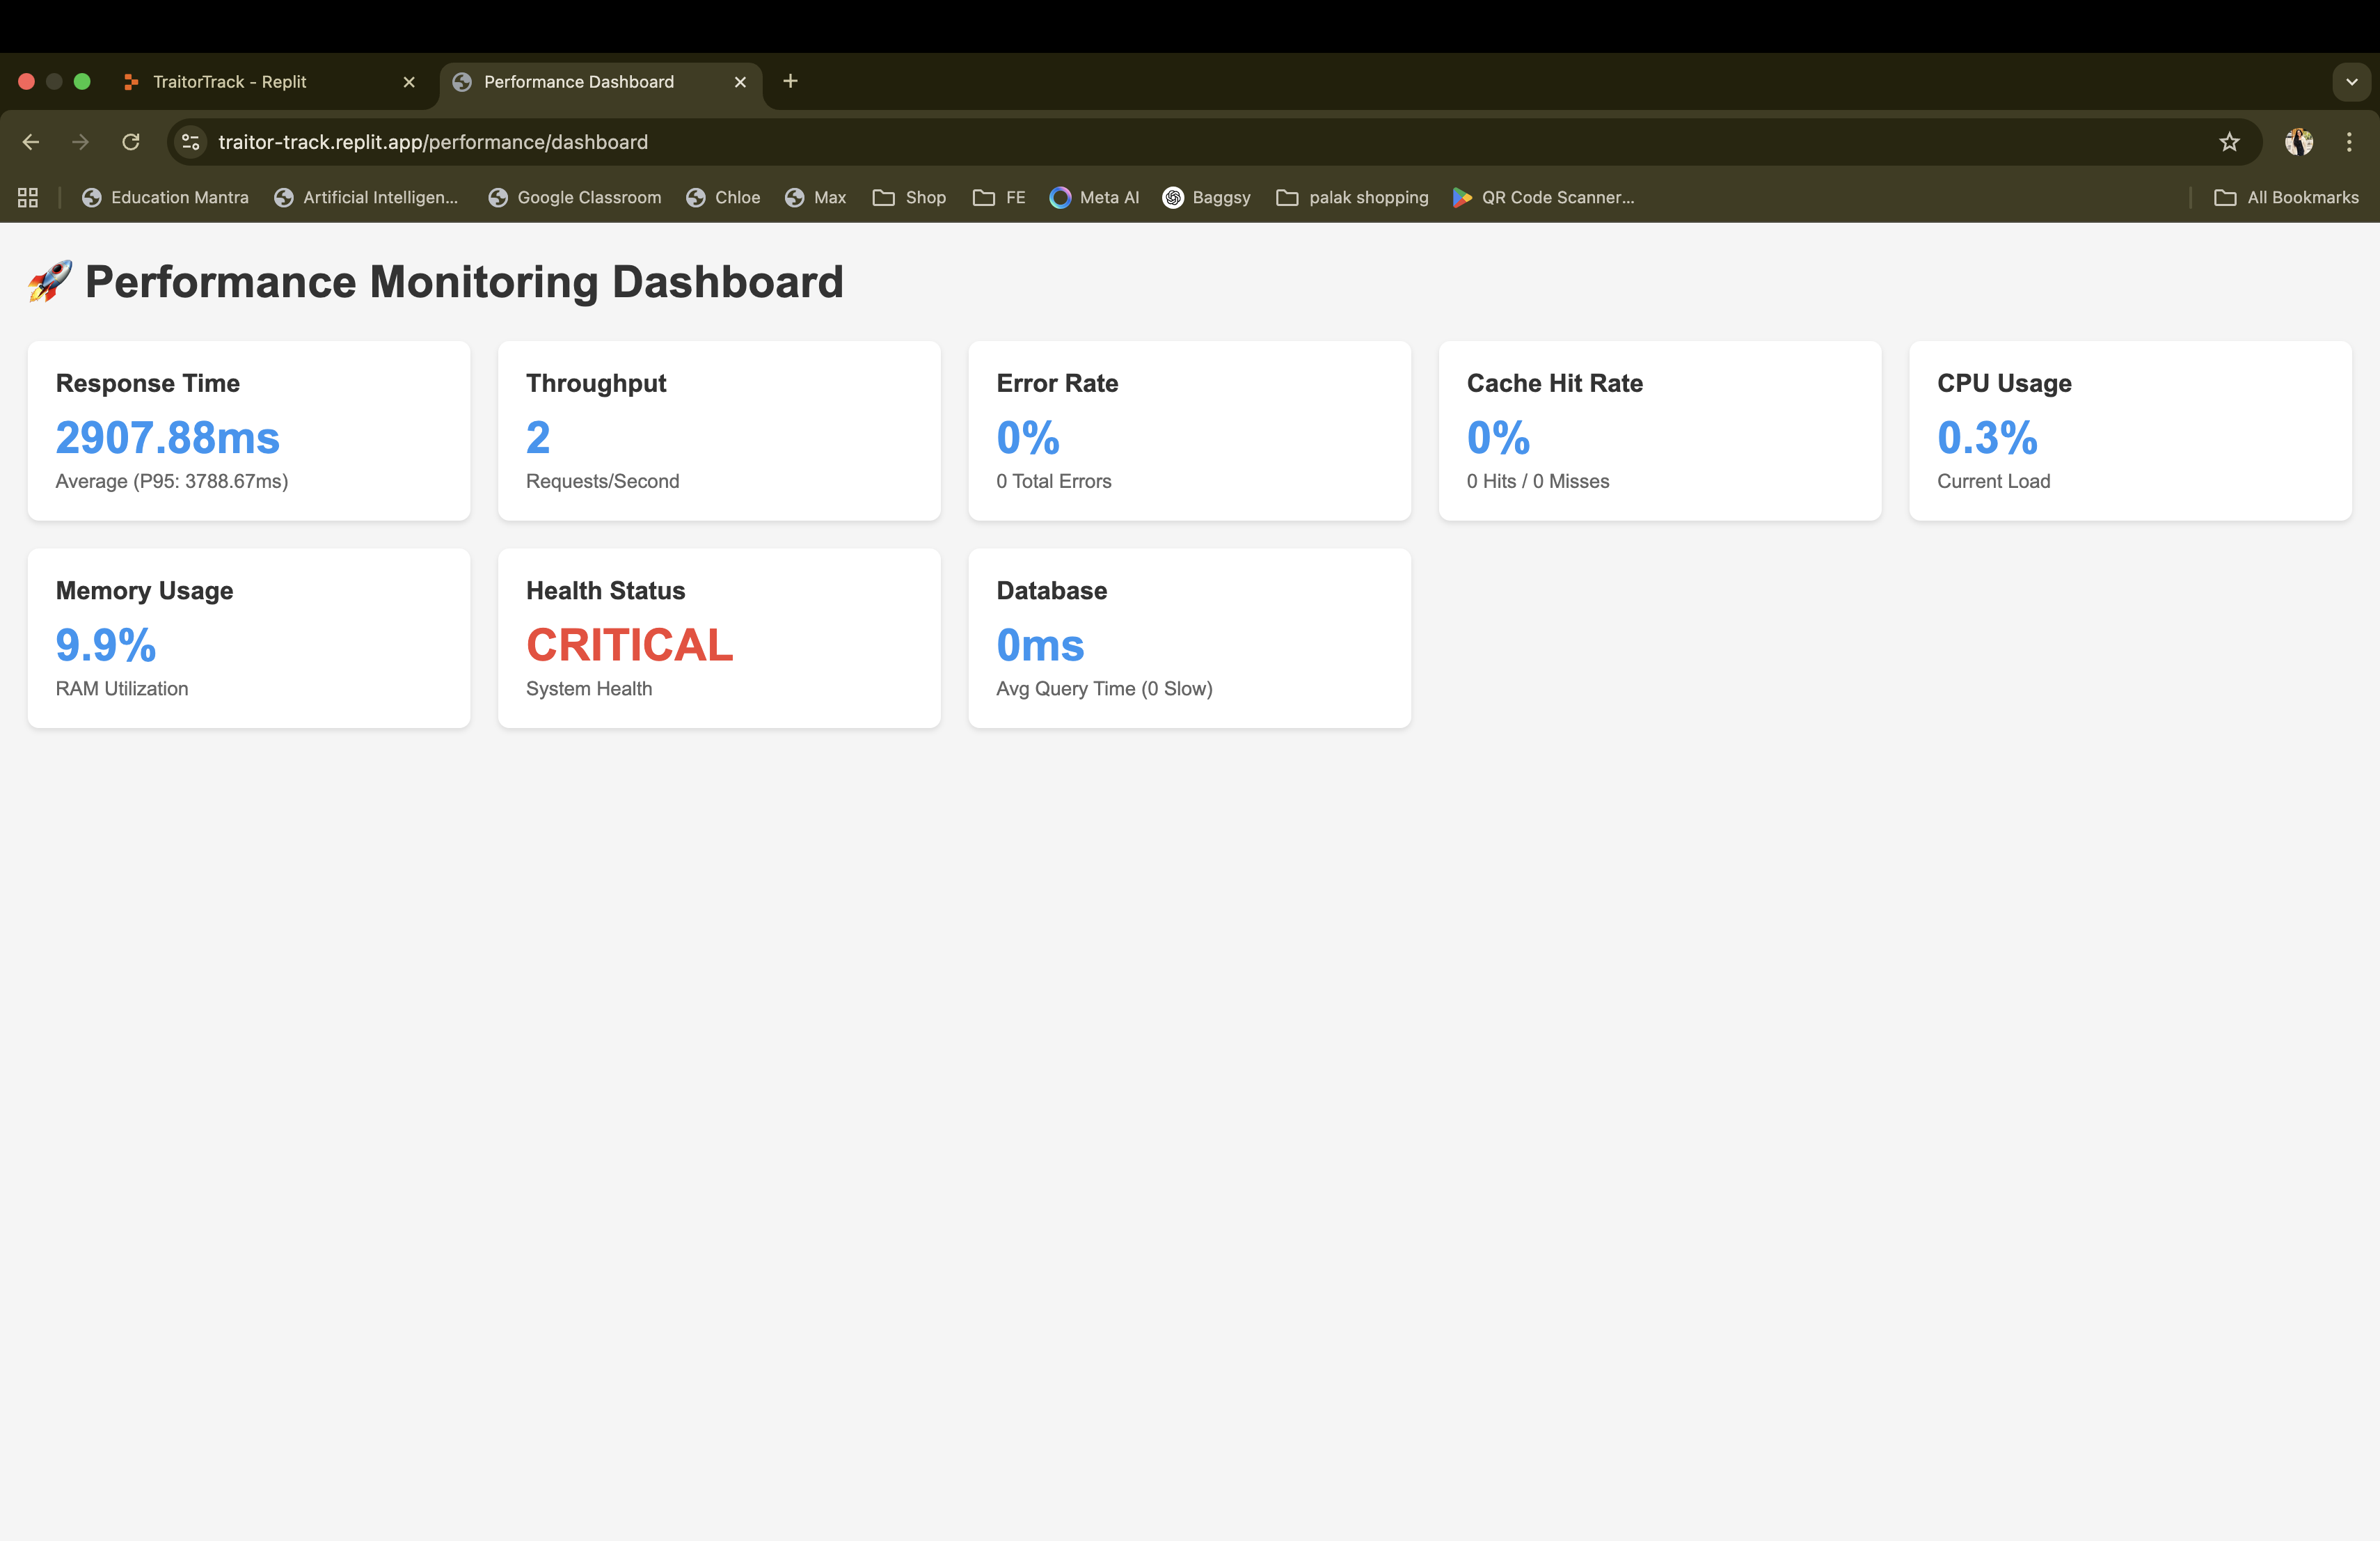 TraitorTrack - Replit
Performance Dashboard
traitor-track.replit.app/performance/dashboard
Education Mantra
Artificial Intelligen...
Google Classroom
Chloe
Max
Shop
FE
Meta AI
Baggsy
palak shopping
QR Code Scanner...
All Bookmarks
🚀 Performance Monitoring Dashboard
Response Time
2907.88ms
Average (P95: 3788.67ms)
Throughput
2
Requests/Second
Error Rate
0%
0 Total Errors
Cache Hit Rate
0%
0 Hits / 0 Misses
CPU Usage
0.3%
Current Load
Memory Usage
9.9%
RAM Utilization
Health Status
CRITICAL
System Health
Database
0ms
Avg Query Time (0 Slow)